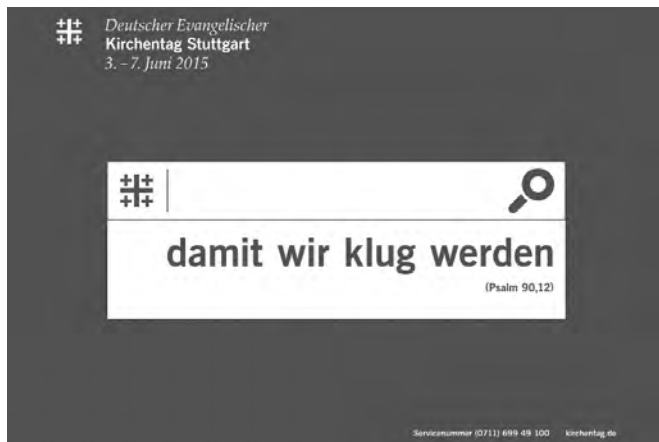 Deutscher Evangelischer
Kirchentag Stuttgart
3. – 7. Juni 2015
damit wir klug werden
(Psalm 90,12)
Servicenummer (0711) 699 49 100 kirchentag.de